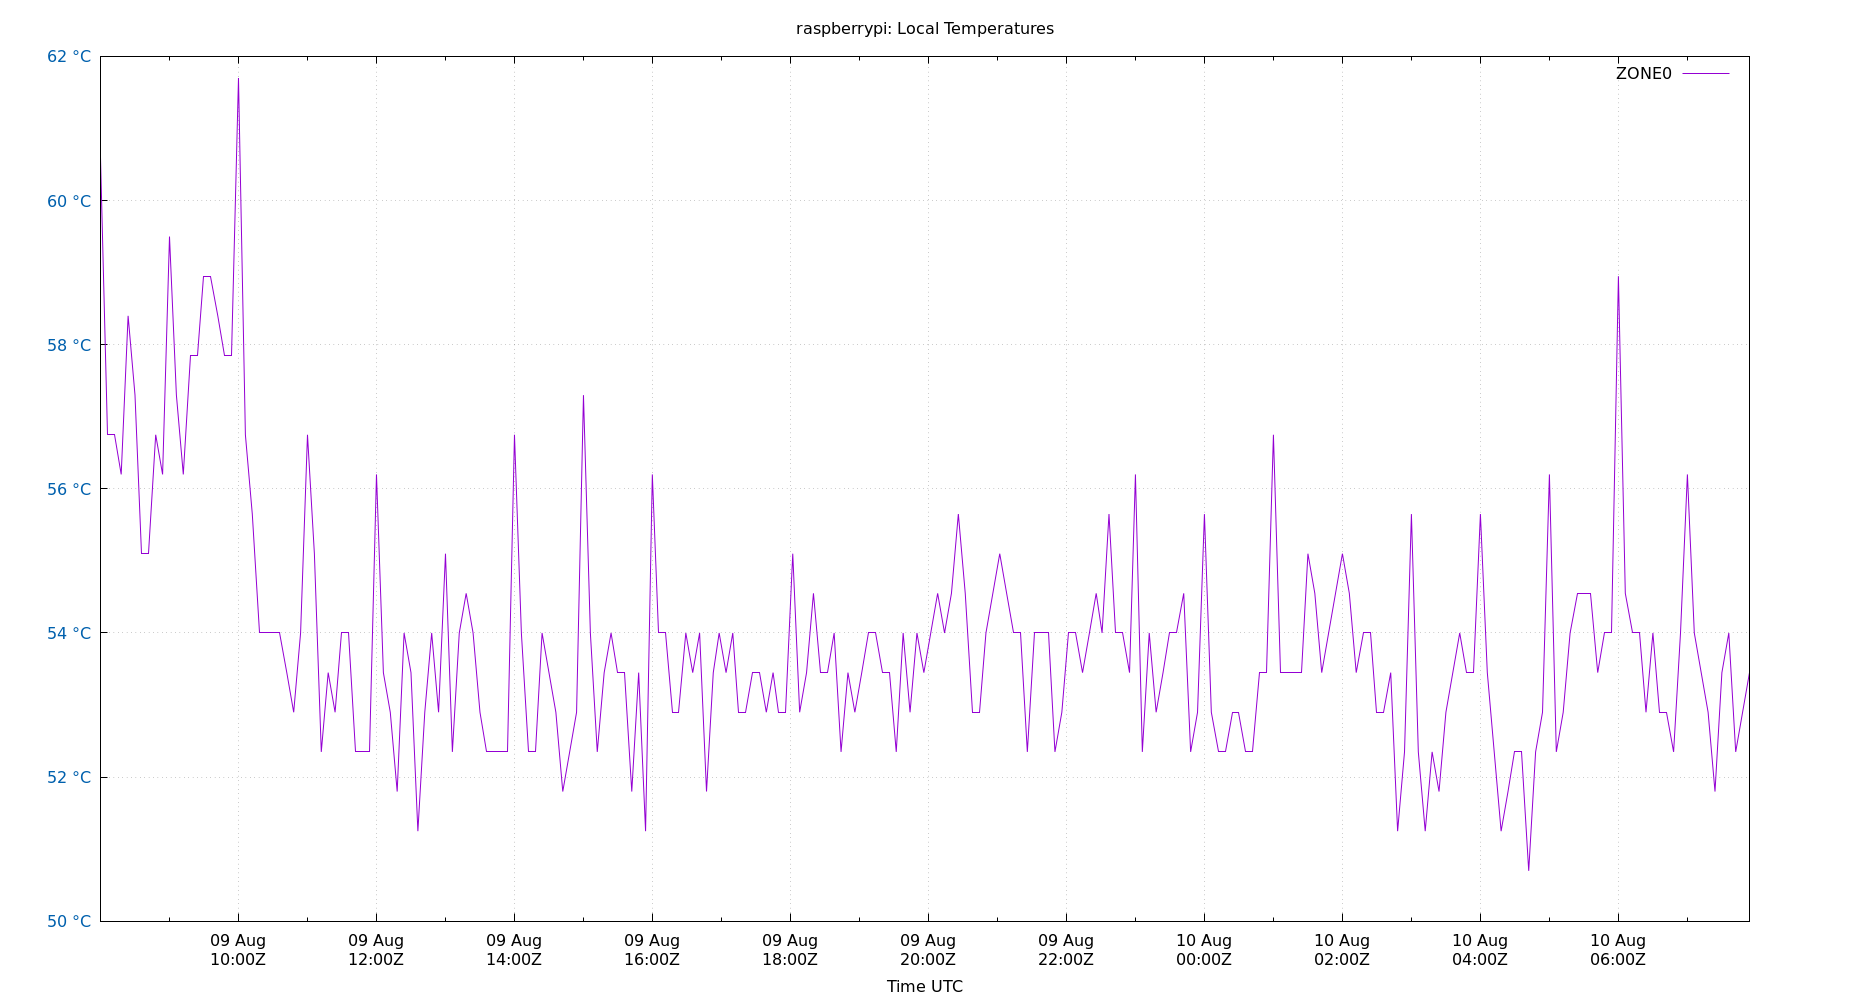 raspberrypi: Local Temperatures
62 °C
ZONE0
60 °C
58 °C
56 °C
54 °C
52 °C
50 °C
09 Aug 09 Aug 09 Aug 09 Aug 09 Aug 09 Aug 09 Aug 10 Aug 10 Aug 10 Aug 10 Aug
10:00Z 12:00Z 14:00Z 16:00Z 18:00Z 20:00Z 22:00Z 00:00Z 02:00Z 04:00Z 06:00Z
Time UTC